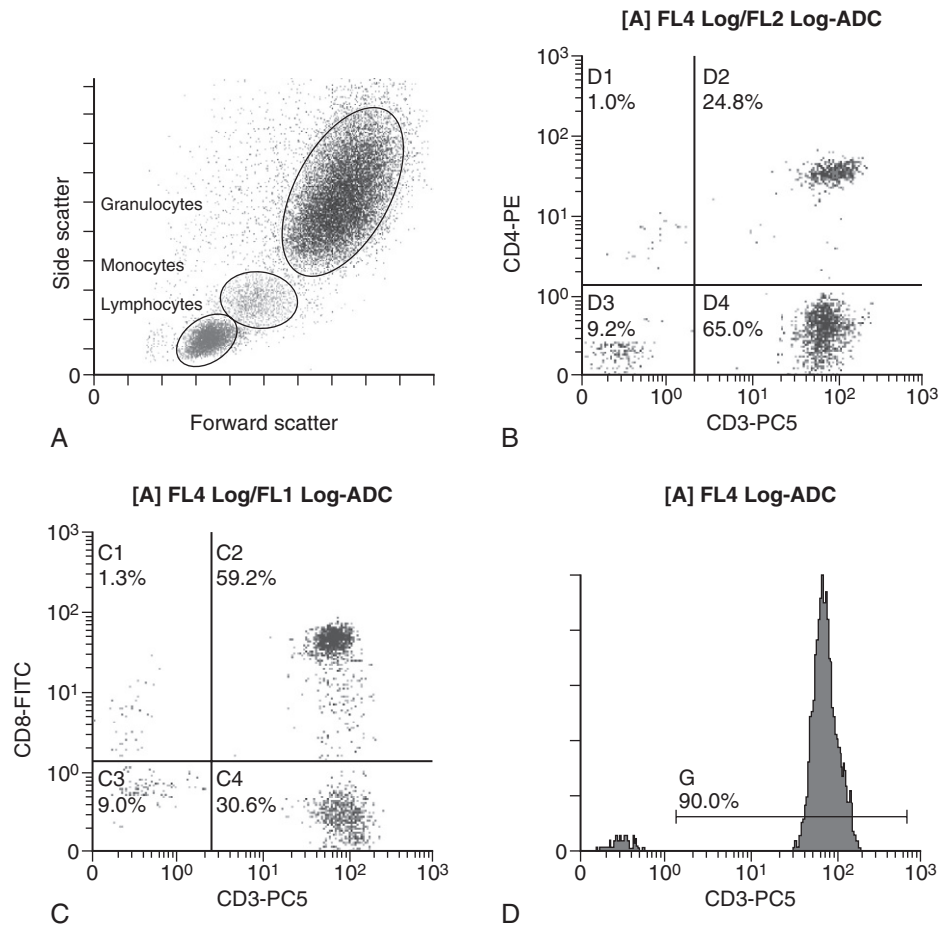 Side scatter
Granulocytes
Monocytes
Lymphocytes
0
0
Forward scatter
A
[A] FL4 Log/FL2 Log-ADC
CD4-PE
10³
10²
10¹
10⁰
0
D1
1.0%
D2
24.8%
D3
9.2%
D4
65.0%
0 10⁰ 10¹ 10² 10³
CD3-PC5
B
[A] FL4 Log/FL1 Log-ADC
CD8-FITC
10³
10²
10¹
10⁰
0
C1
1.3%
C2
59.2%
C3
9.0%
C4
30.6%
0 10⁰ 10¹ 10² 10³
CD3-PC5
C
[A] FL4 Log-ADC
G
90.0%
0
0 10⁰ 10¹ 10² 10³
CD3-PC5
D